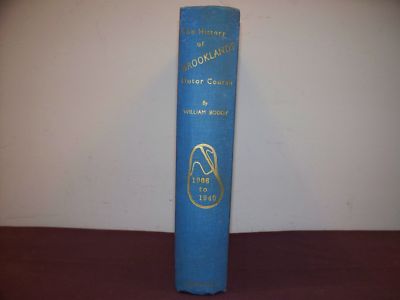 The History
of
BROOKLANDS
Motor Course
By
WILLIAM BODDY
1906
to
1940